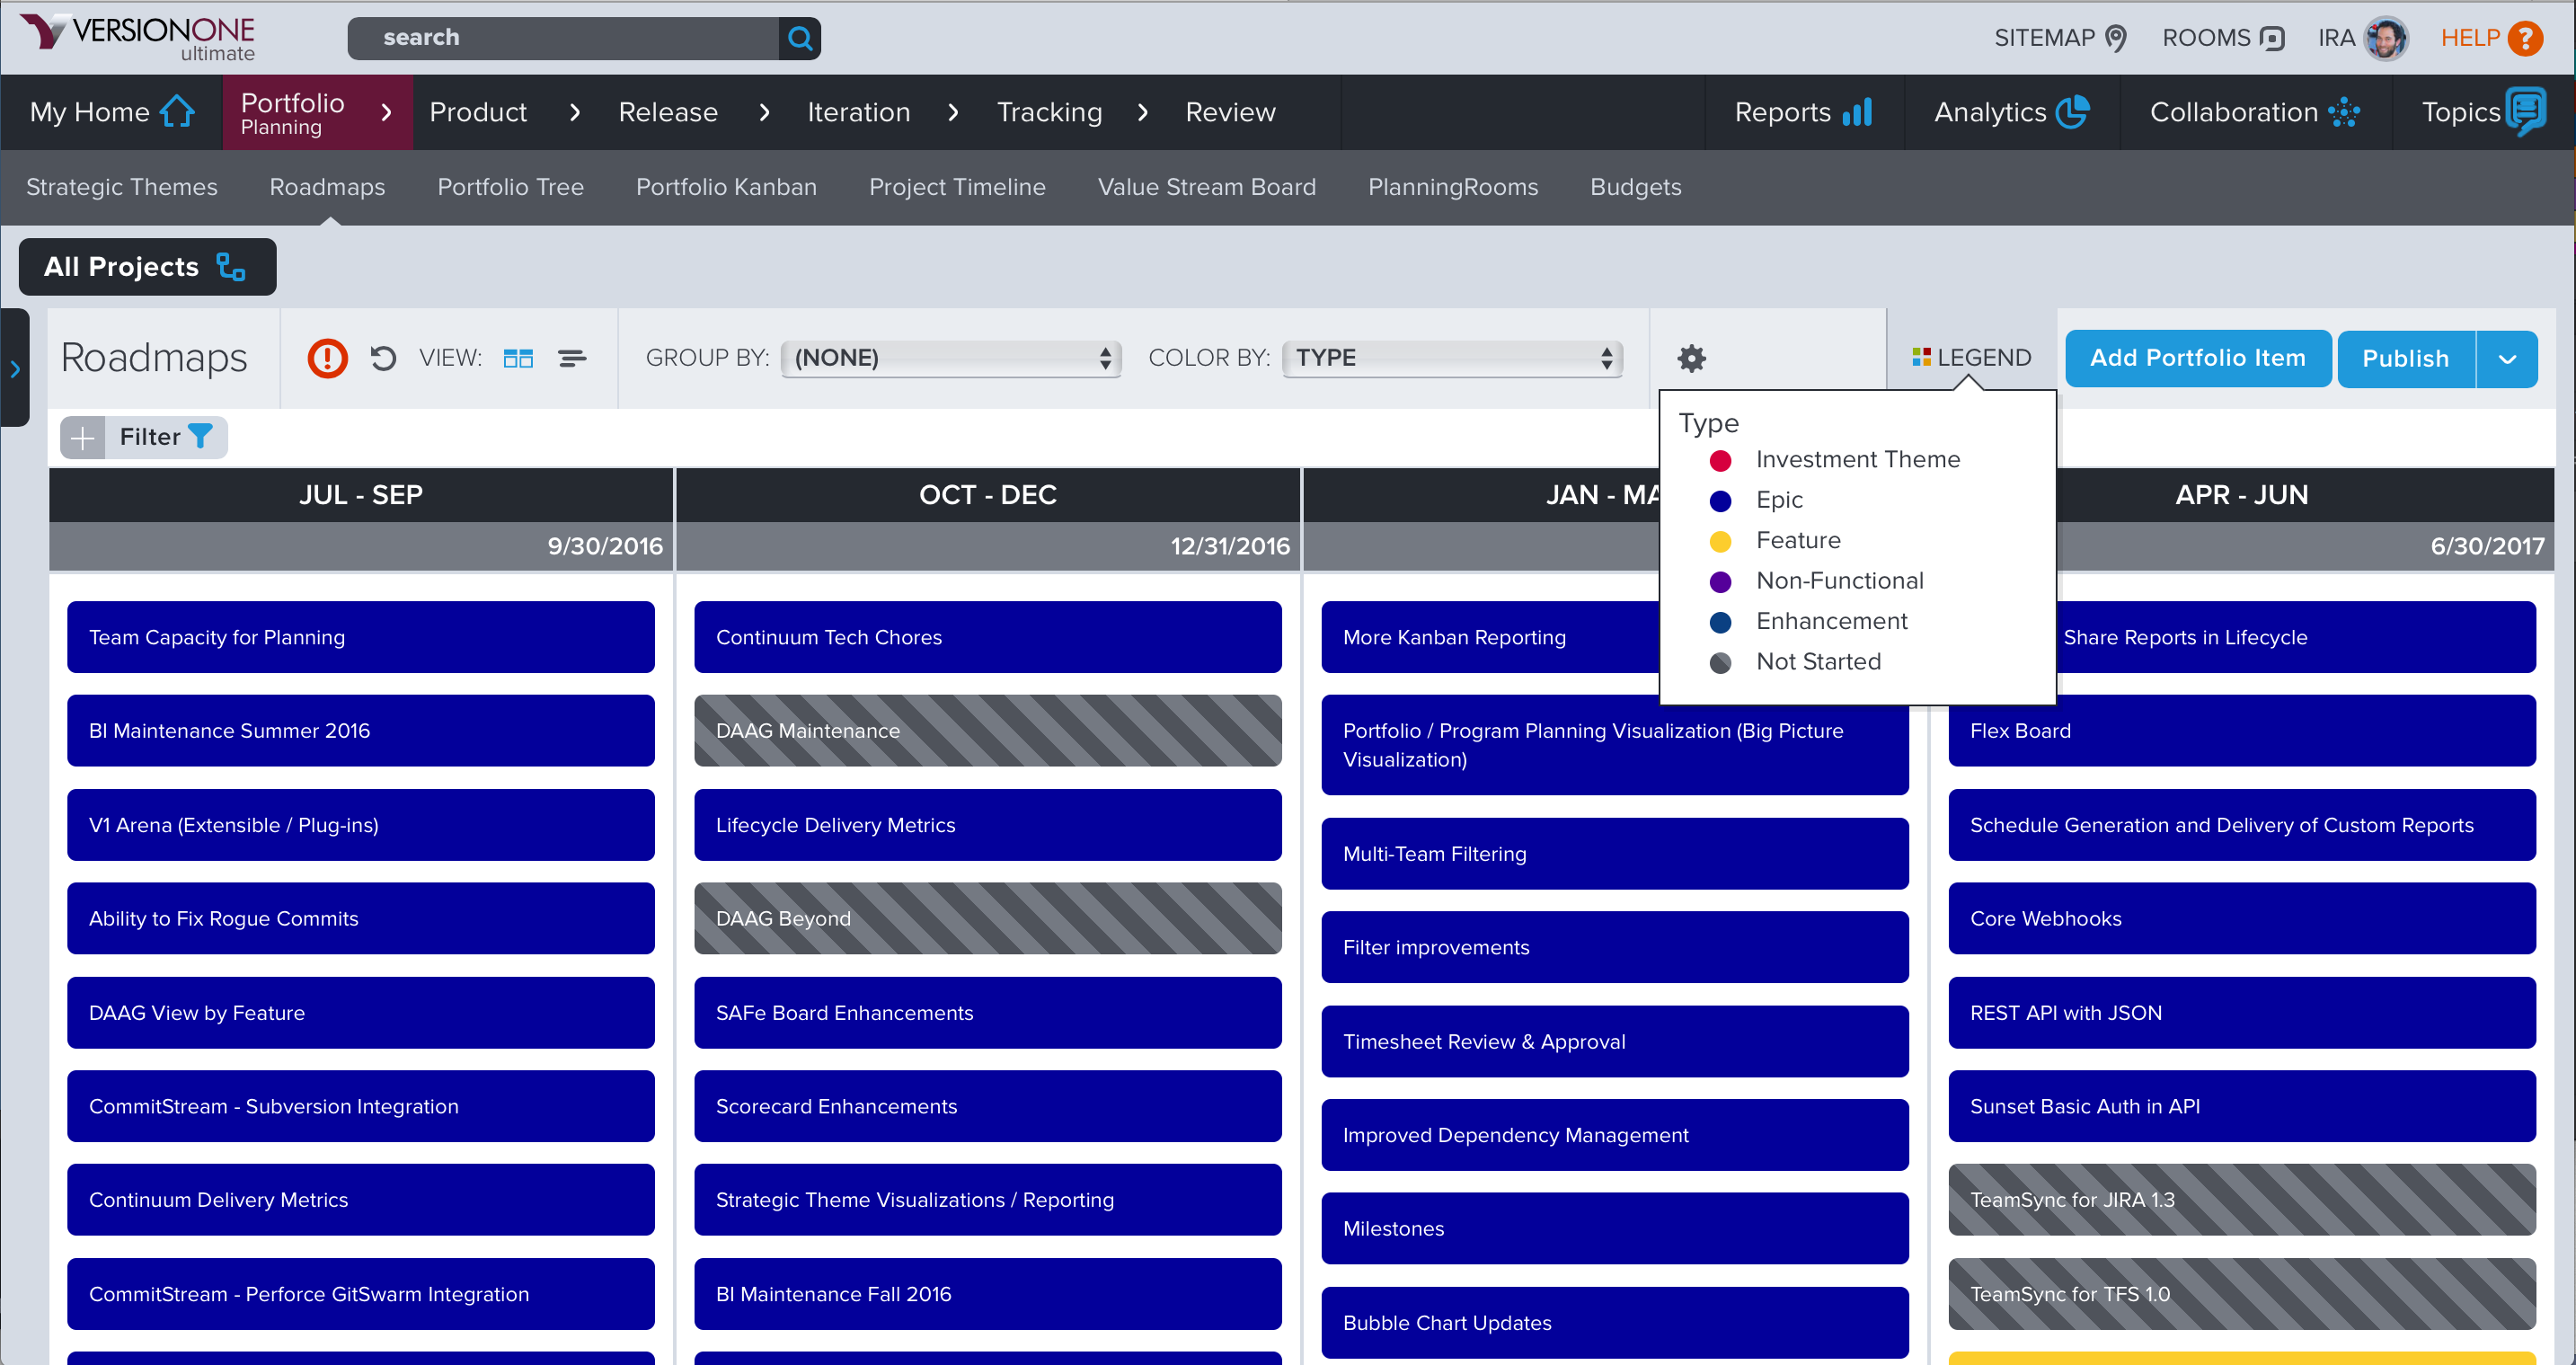 VERSIONONE
ultimate
search
SITEMAP
ROOMS
IRA
HELP ?
My Home
Portfolio
Planning
Product
Release
Iteration
Tracking
Review
Reports
Analytics
Collaboration
Topics
Strategic Themes
Roadmaps
Portfolio Tree
Portfolio Kanban
Project Timeline
Value Stream Board
PlanningRooms
Budgets
All Projects
Roadmaps
VIEW:
GROUP BY: (NONE)
COLOR BY: TYPE
LEGEND
Add Portfolio Item
Publish
Filter
Type
Investment Theme
Epic
Feature
Non-Functional
Enhancement
Not Started
JUL - SEP
9/30/2016
Team Capacity for Planning
BI Maintenance Summer 2016
V1 Arena (Extensible / Plug-ins)
Ability to Fix Rogue Commits
DAAG View by Feature
CommitStream - Subversion Integration
Continuum Delivery Metrics
CommitStream - Perforce GitSwarm Integration
OCT - DEC
12/31/2016
Continuum Tech Chores
DAAG Maintenance
Lifecycle Delivery Metrics
DAAG Beyond
SAFe Board Enhancements
Scorecard Enhancements
Strategic Theme Visualizations / Reporting
BI Maintenance Fall 2016
JAN - MA
More Kanban Reporting
Portfolio / Program Planning Visualization (Big Picture
Visualization)
Multi-Team Filtering
Filter improvements
Timesheet Review & Approval
Improved Dependency Management
Milestones
Bubble Chart Updates
APR - JUN
6/30/2017
Share Reports in Lifecycle
Flex Board
Schedule Generation and Delivery of Custom Reports
Core Webhooks
REST API with JSON
Sunset Basic Auth in API
TeamSync for JIRA 1.3
TeamSync for TFS 1.0